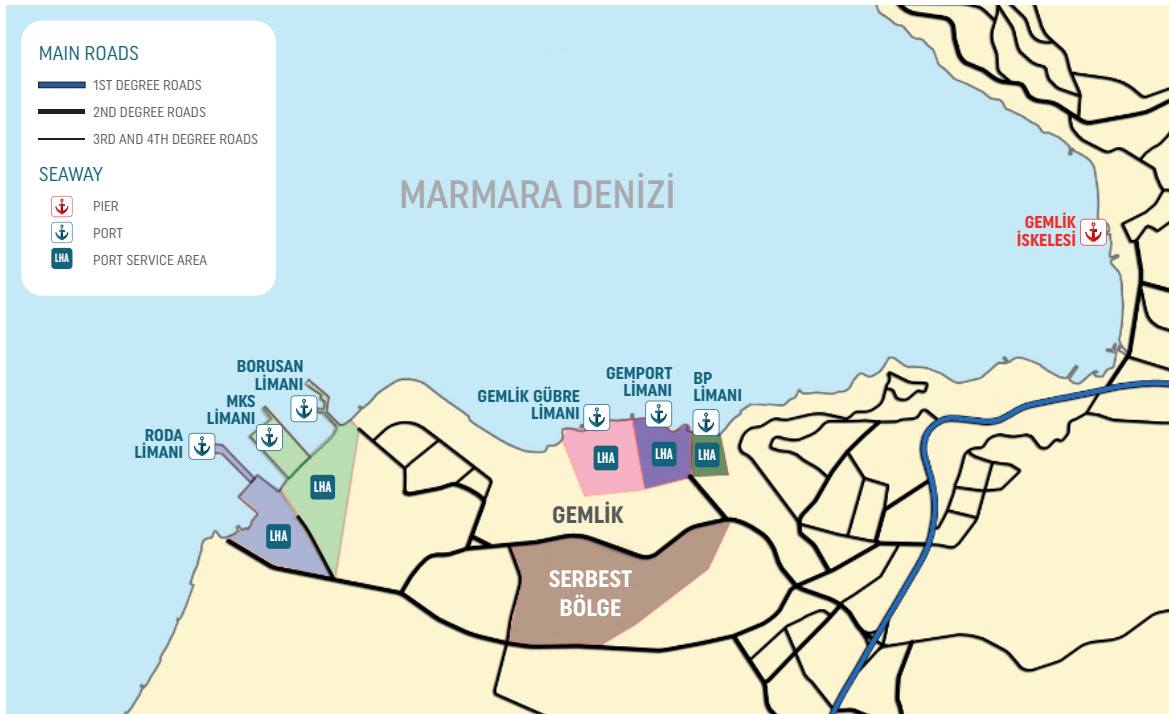 MAIN ROADS
1ST DEGREE ROADS
2ND DEGREE ROADS
3RD AND 4TH DEGREE ROADS
SEAWAY
PIER
PORT
LHA
PORT SERVICE AREA
MARMARA DENİZİ
GEMLİK
İSKELESİ
BORUSAN
LİMANI
MKS
LİMANI
RODA
LİMANI
GEMLİK GÜBRE
LİMANI
GEMPORT
LİMANI
BP
LİMANI
LHA
LHA
LHA
LHA
LHA
GEMLİK
SERBEST
BÖLGE